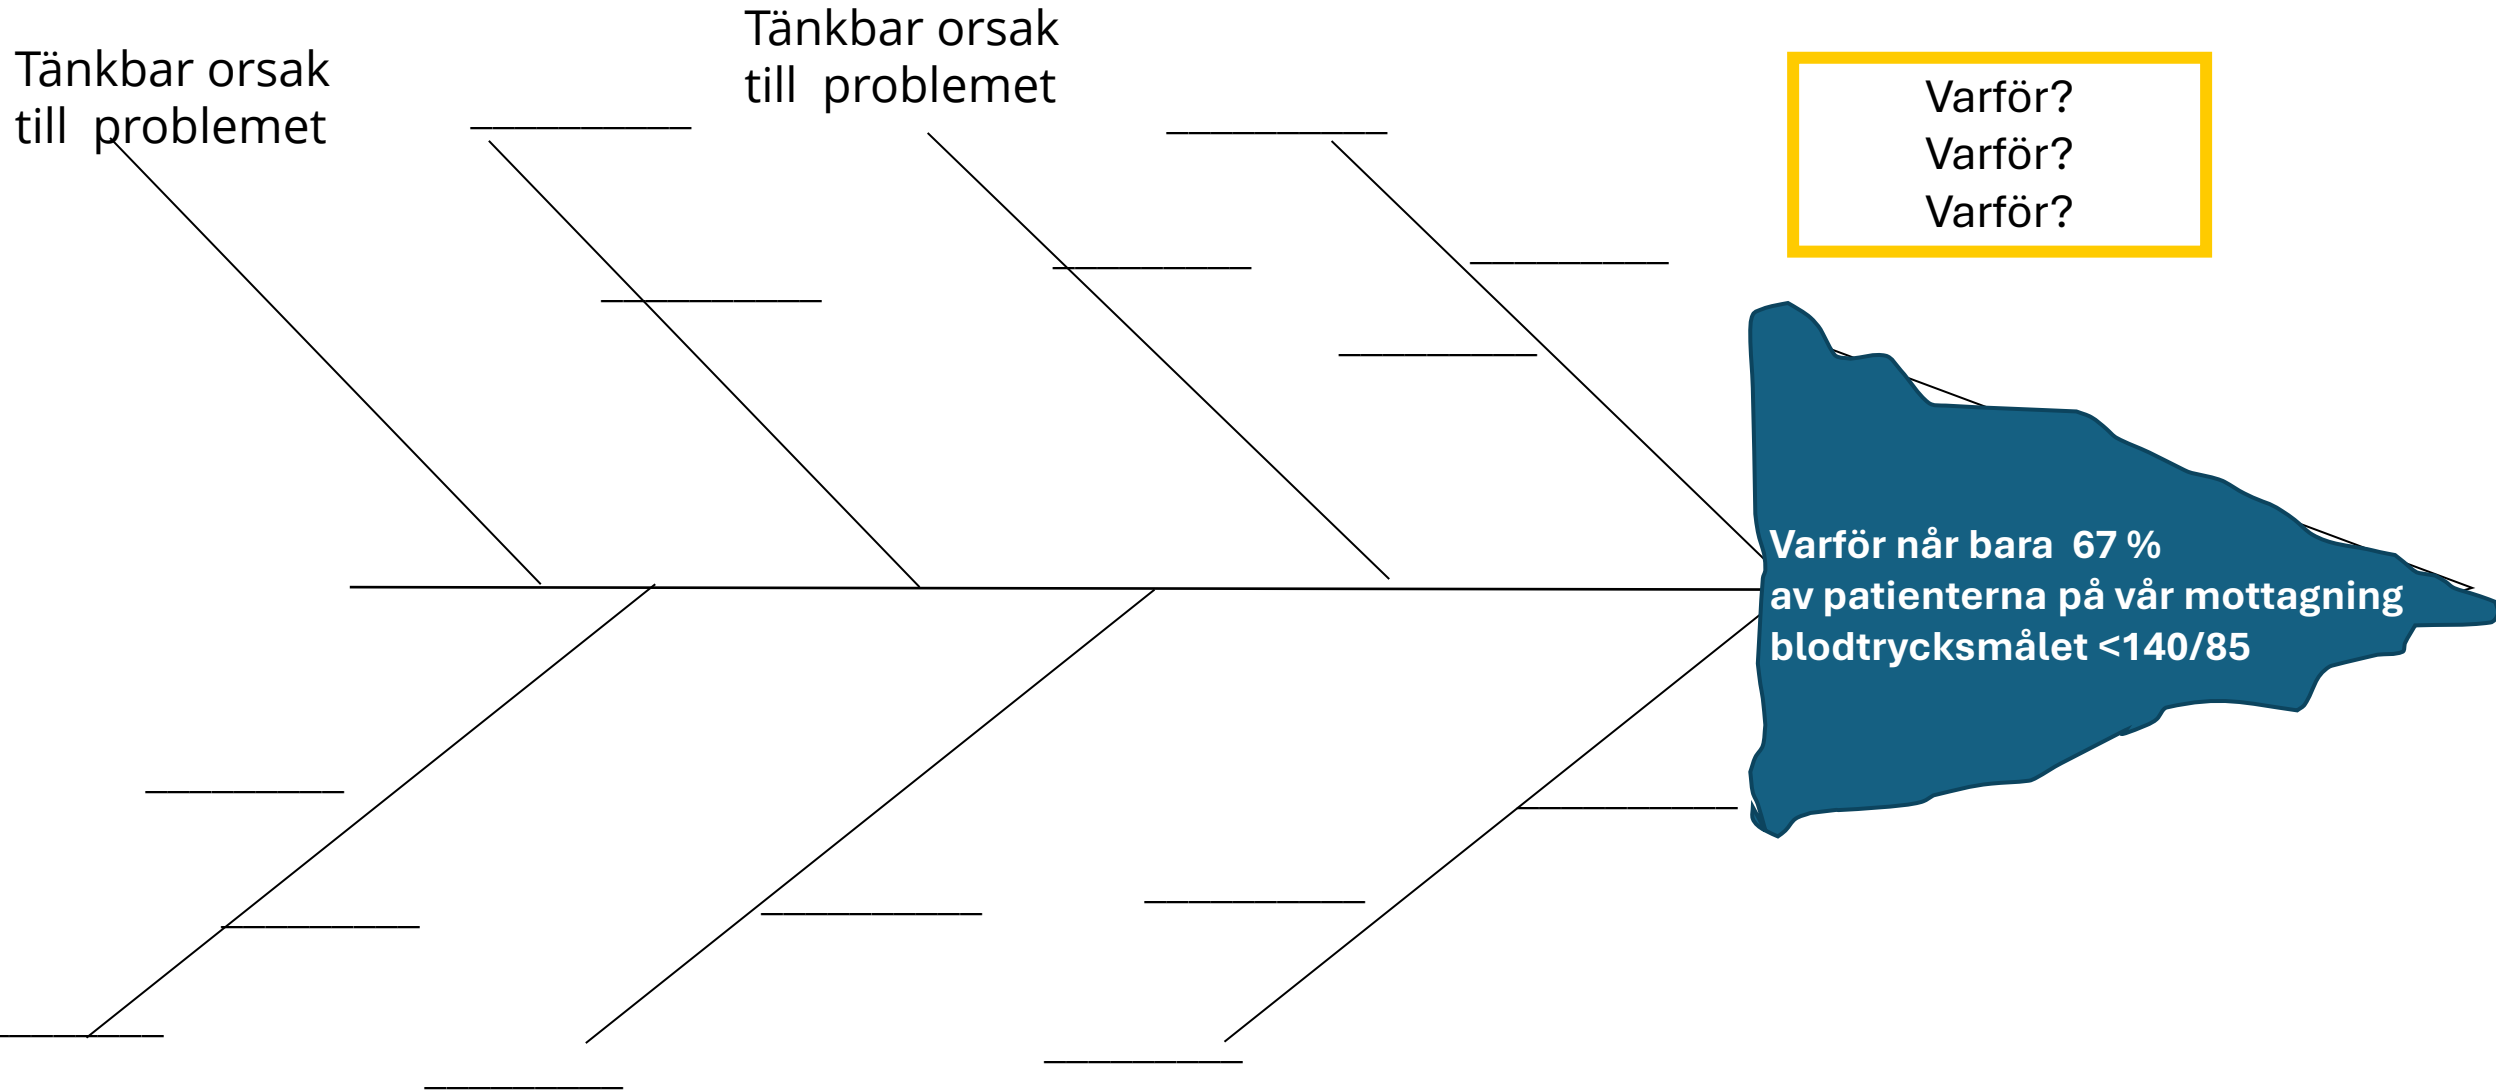 Tänkbar orsak
till  problemet
Tänkbar orsak
till  problemet
Varför?
Varför?
Varför?
Varför når bara  67 %
av patienterna på vår mottagning
blodtrycksmålet <140/85